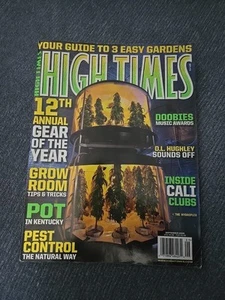 YOUR GUIDE TO 3 EASY GARDENS
HIGH TIMES
12TH
ANNUAL
GEAR
OF THE
YEAR
GROW
ROOM
TIPS & TRICKS
POT
IN KENTUCKY
PEST
CONTROL
THE NATURAL WAY
DOOBIES
MUSIC AWARDS
D.L. HUGHLEY
SOUNDS OFF
INSIDE
CALI
CLUBS